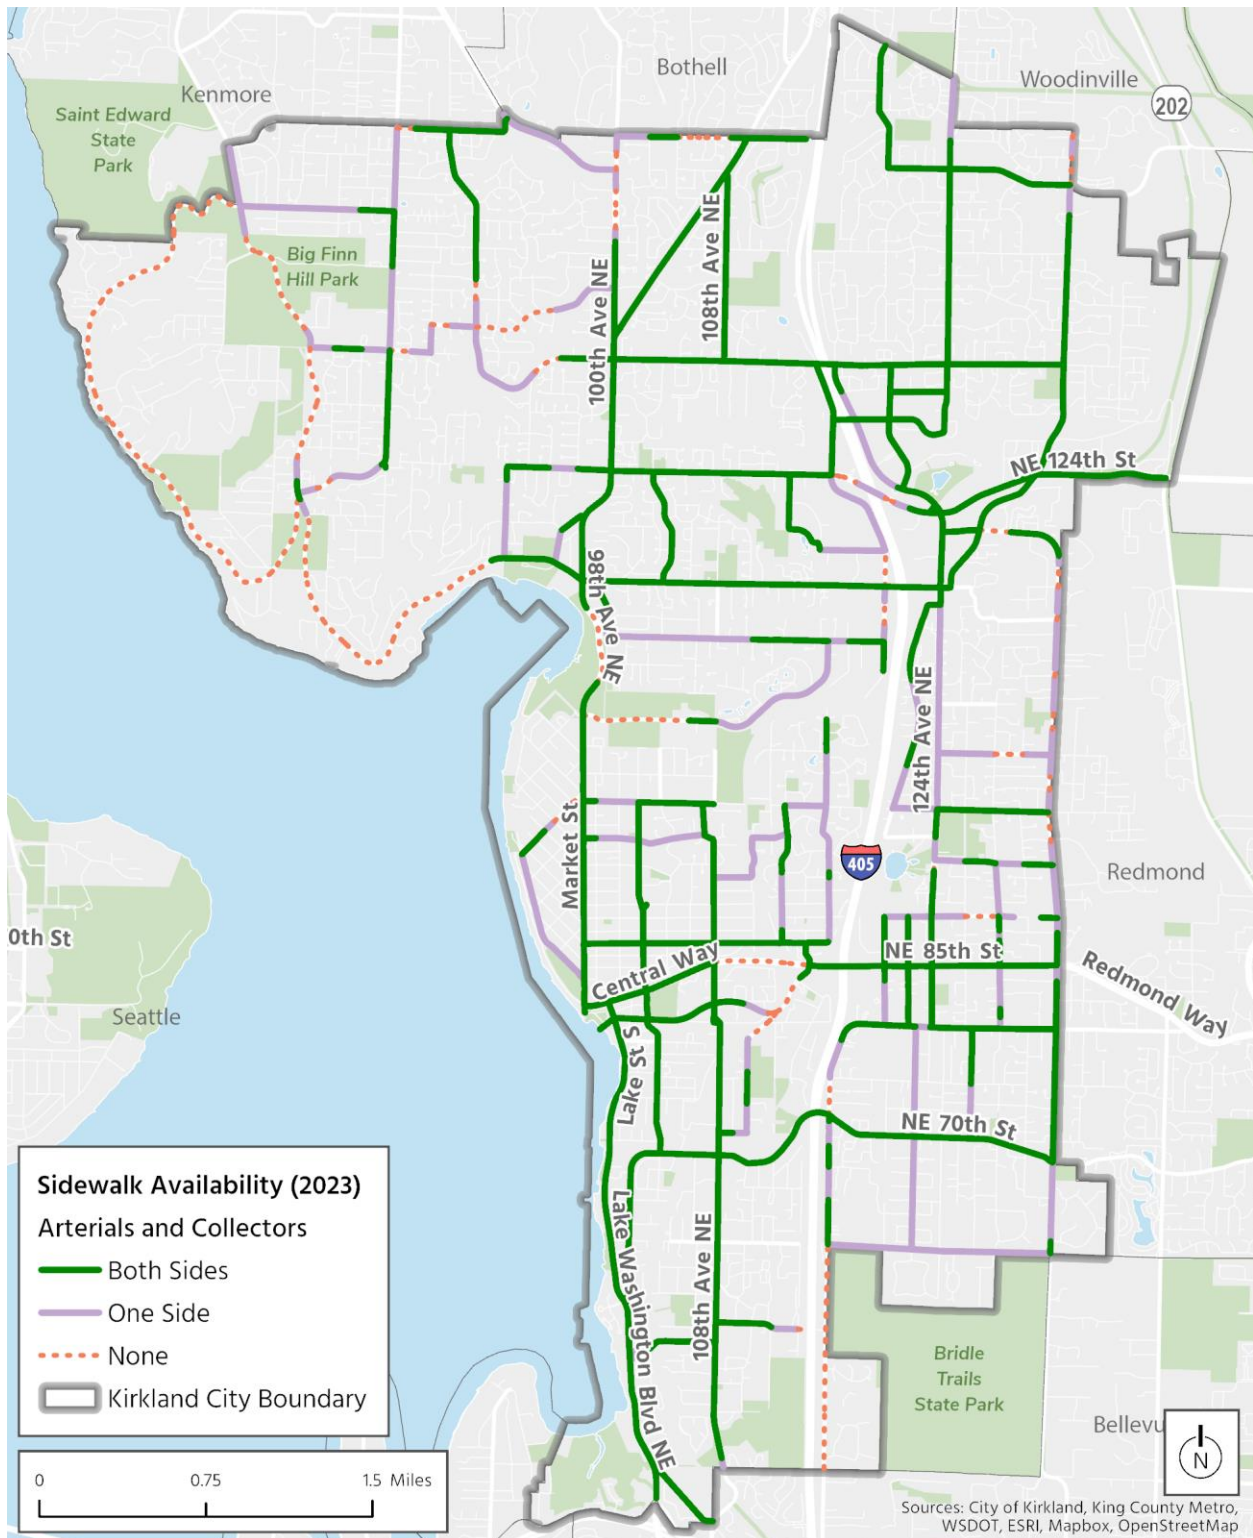 Bothell
Kenmore
Woodinville
202
Saint Edward
State
Park
Big Finn
Hill Park
108th Ave NE
100th Ave NE
NE 124th St
98th Ave NE
124th Ave NE
Market St
405
Redmond
0th St
NE 85th St
Central Way
Redmond Way
Seattle
Lake St S
NE 70th St
Lake Washington Blvd NE
108th Ave NE
Bridle
Trails
State Park
Bellevu
N
Sidewalk Availability (2023)
Arterials and Collectors
Both Sides
One Side
None
Kirkland City Boundary
0 0.75 1.5 Miles
Sources: City of Kirkland, King County Metro,
WSDOT, ESRI, Mapbox, OpenStreetMap